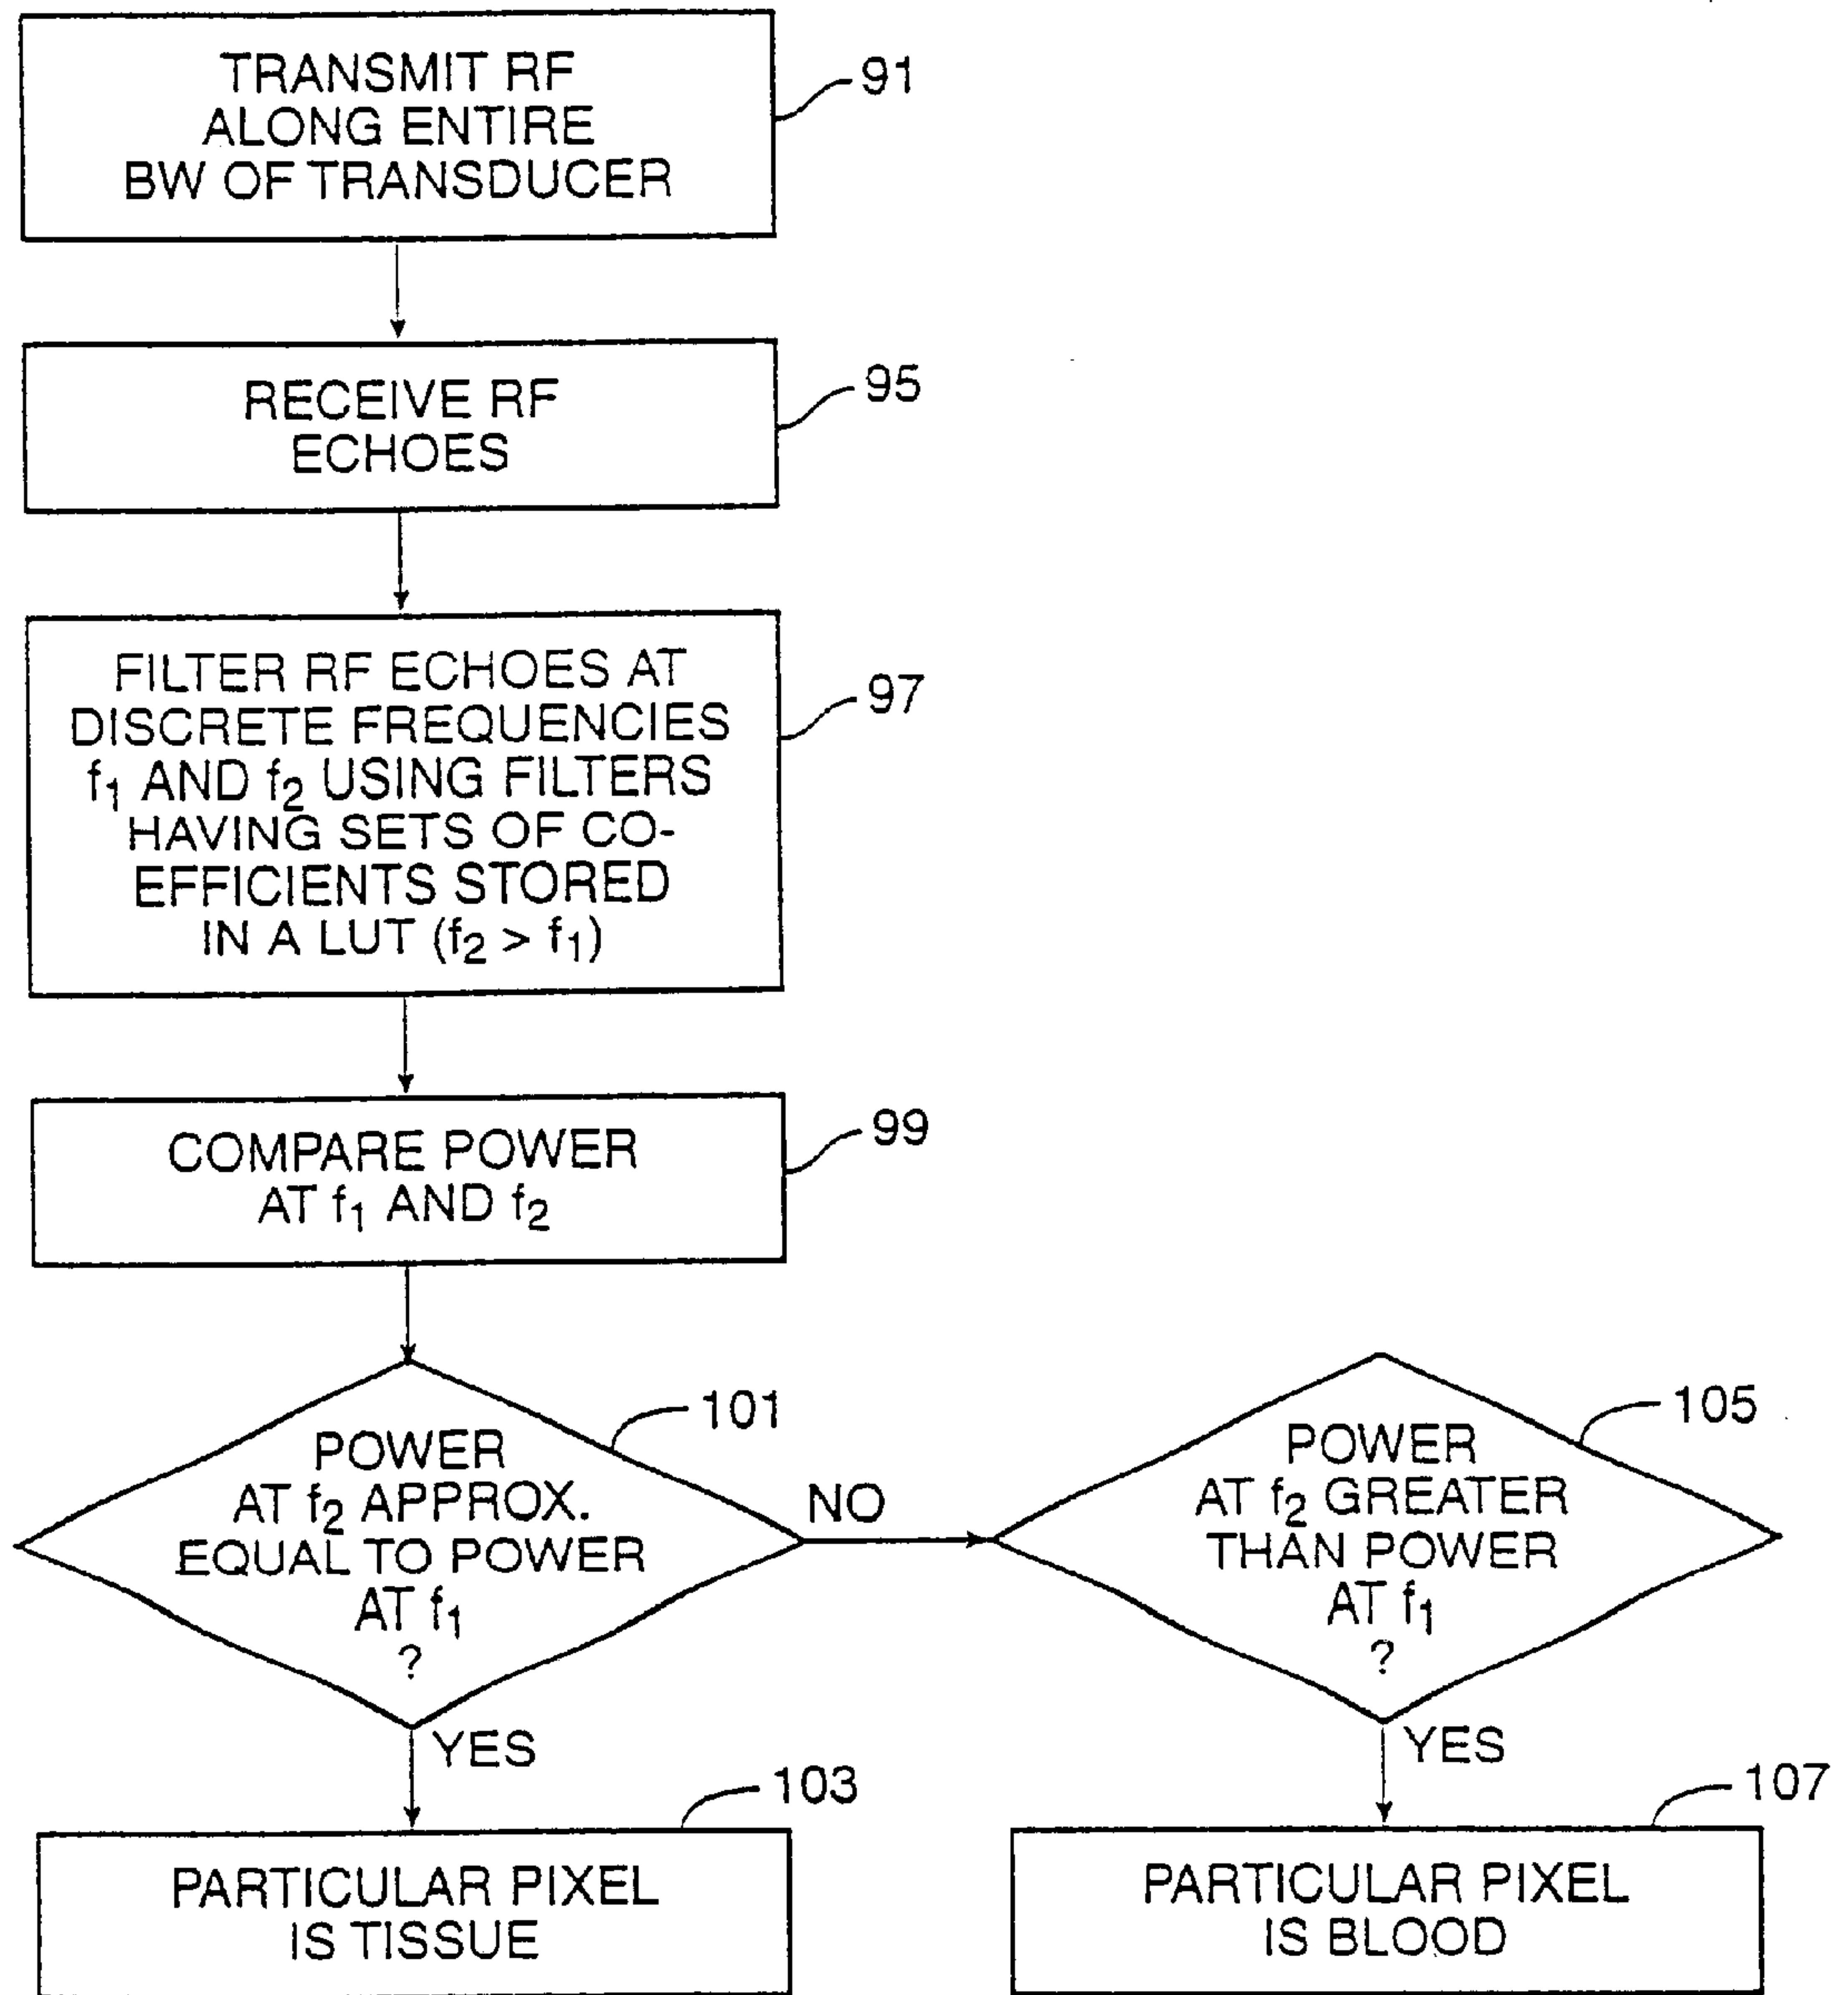 TRANSMIT RF
ALONG ENTIRE
BW OF TRANSDUCER
91
RECEIVE RF
ECHOES
95
FILTER RF ECHOES AT
DISCRETE FREQUENCIES
f1 AND f2 USING FILTERS
HAVING SETS OF CO-
EFFICIENTS STORED
IN A LUT (f2 > f1)
97
COMPARE POWER
AT f1 AND f2
99
POWER
AT f2 APPROX.
EQUAL TO POWER
AT f1
?
101
NO
POWER
AT f2 GREATER
THAN POWER
AT f1
?
105
YES
YES
PARTICULAR PIXEL
IS TISSUE
103
PARTICULAR PIXEL
IS BLOOD
107